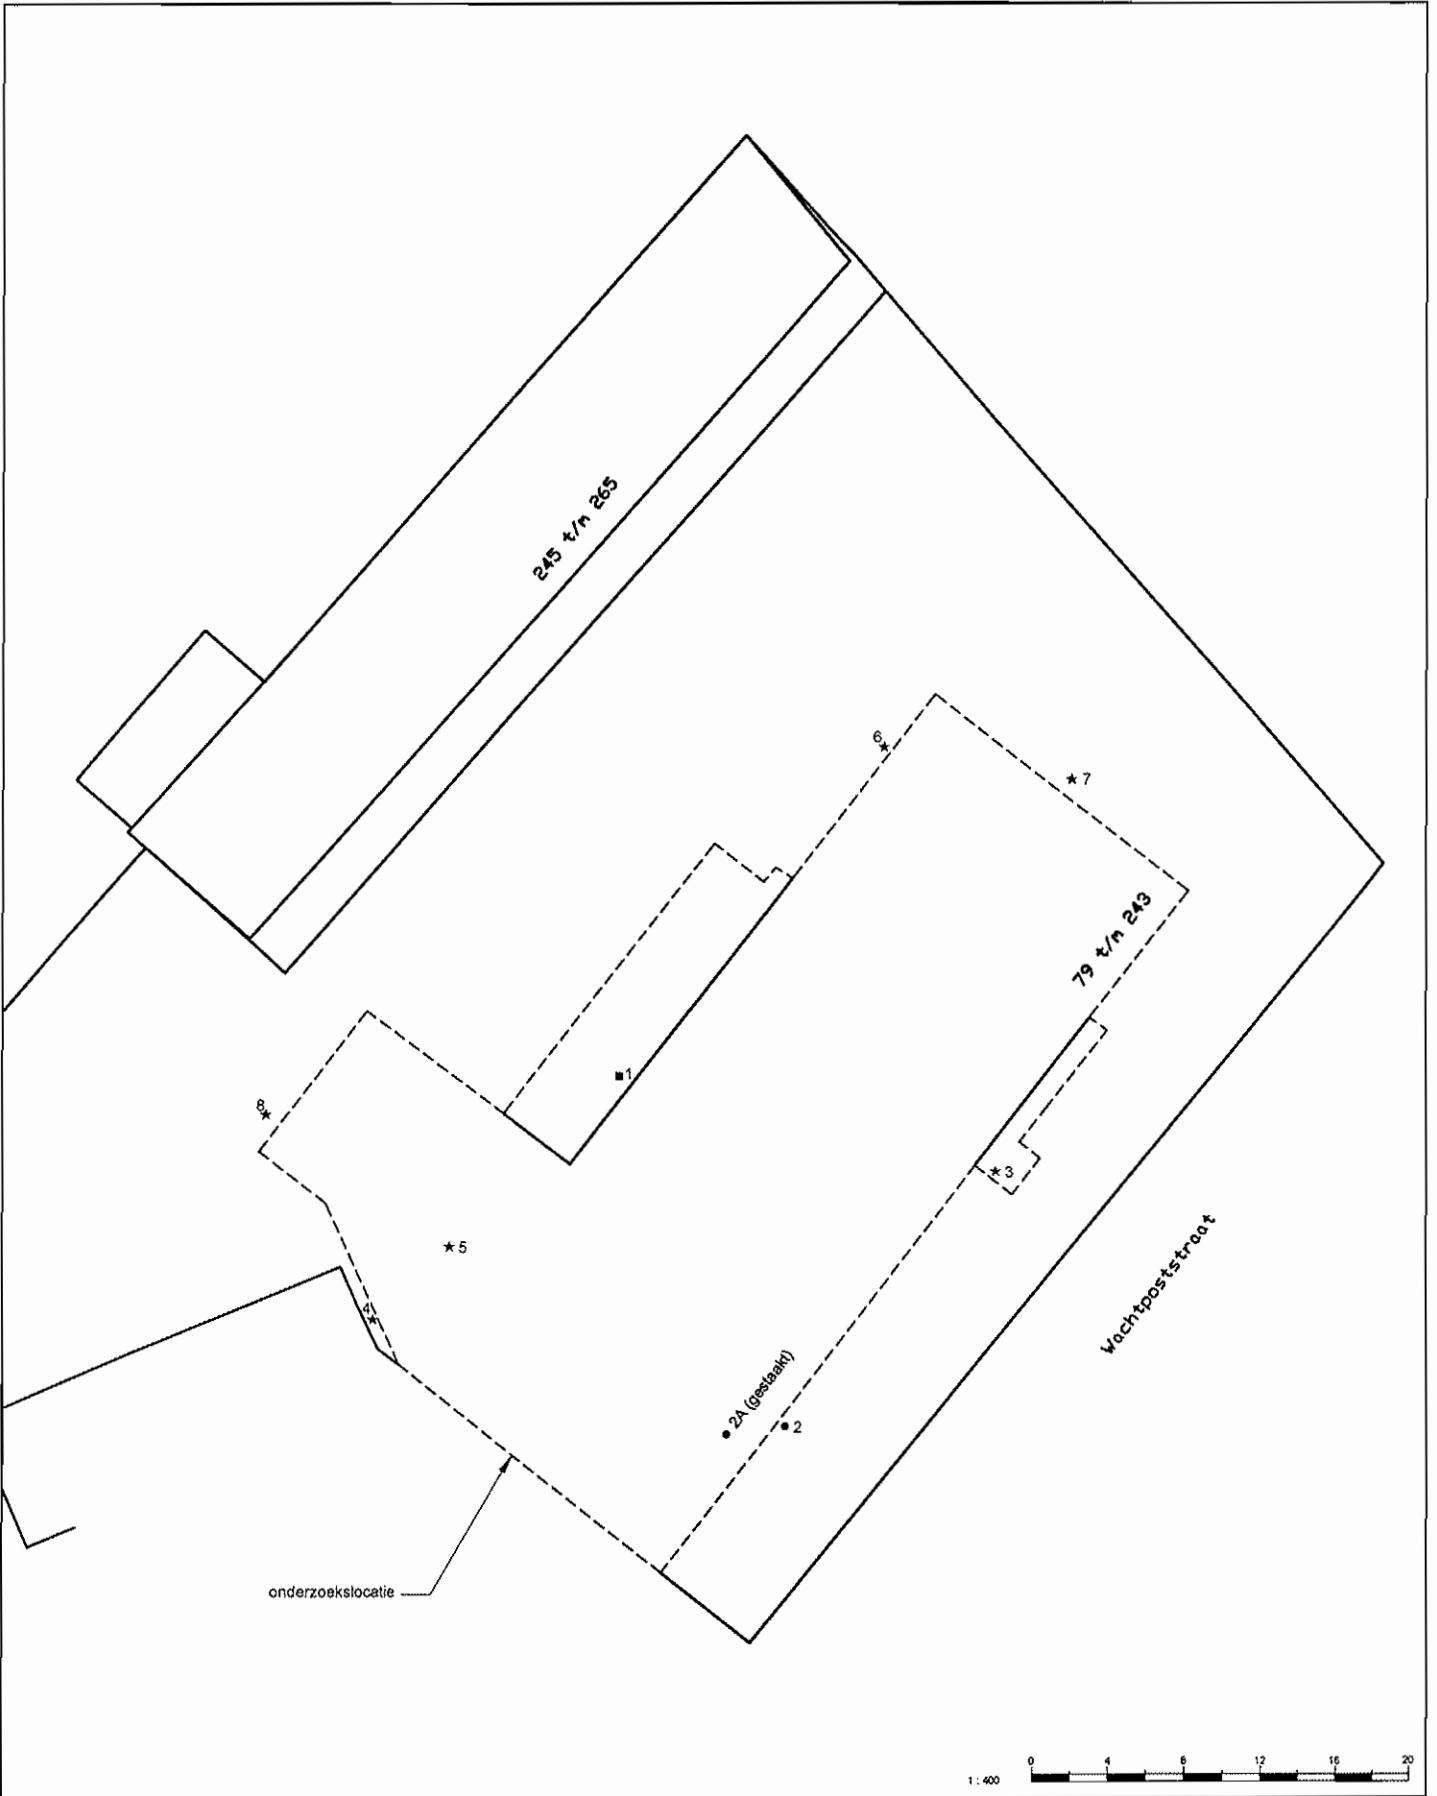 245 t/m 265
6
7
79 t/m 243
1
8
3
5
Wachtpoststraat
4
2A (gestaakt)
2
onderzoekslocatie
1 : 400
0 4 8 12 16 20